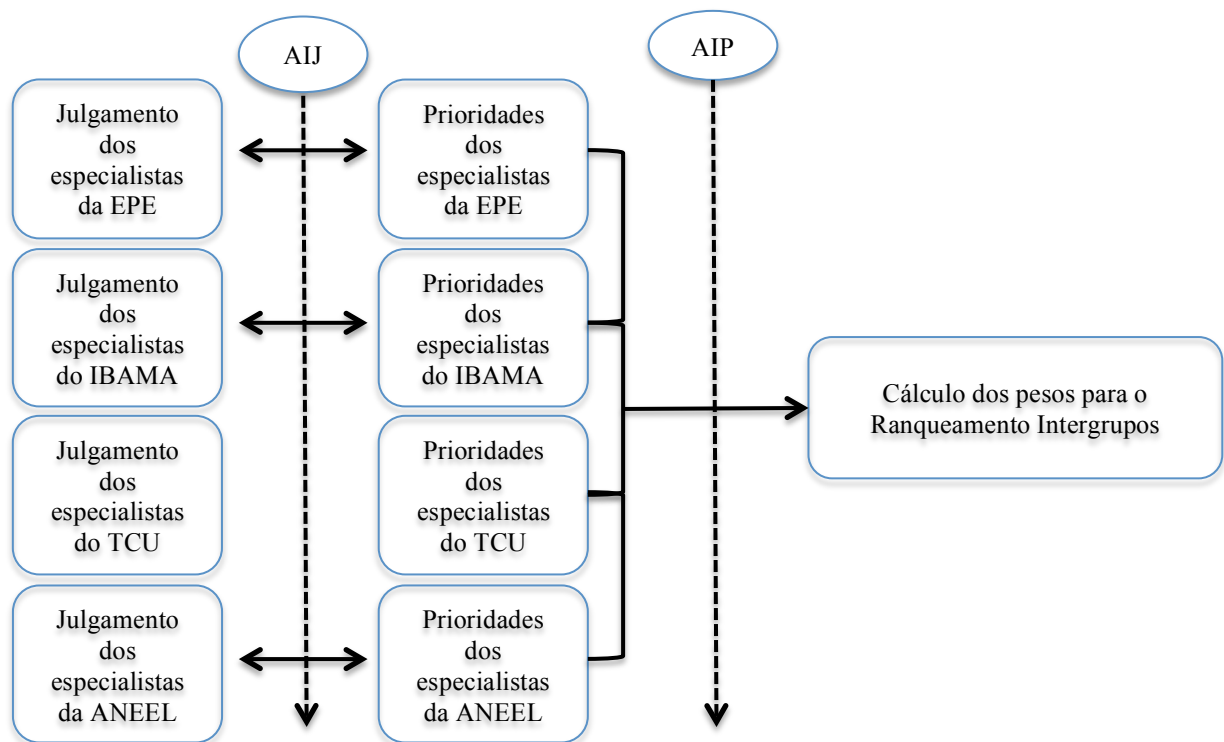 AIJ
AIP
Julgamento
dos
especialistas
da EPE
Prioridades
dos
especialistas
da EPE
Julgamento
dos
especialistas
do IBAMA
Prioridades
dos
especialistas
do IBAMA
Cálculo dos pesos para o
Ranqueamento Intergrupos
Julgamento
dos
especialistas
do TCU
Prioridades
dos
especialistas
do TCU
Julgamento
dos
especialistas
da ANEEL
Prioridades
dos
especialistas
da ANEEL